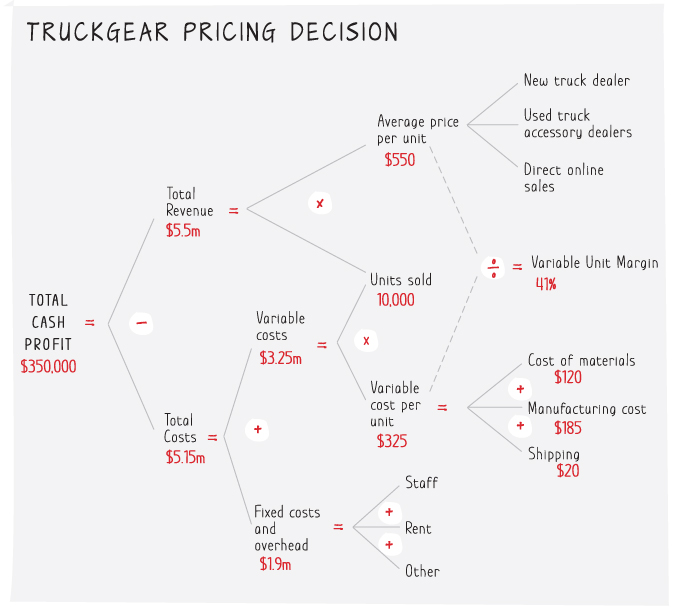 TRUCKGEAR PRICING DECISION
New truck dealer
Average price
per unit
$550
Used truck
accessory dealers
Direct online
sales
Total
Revenue =
$5.5m
x
÷ = Variable Unit Margin
41%
Units sold
10,000
TOTAL
CASH
PROFIT
=
$350,000
−
Variable
costs
=
$3.25m
x
Variable
cost per
unit
=
$325
Cost of materials
$120
+
Manufacturing cost
$185
+
Shipping
$20
Total
Costs =
$5.15m
+
Fixed costs
and
overhead
=
$1.9m
Staff
+
Rent
+
Other